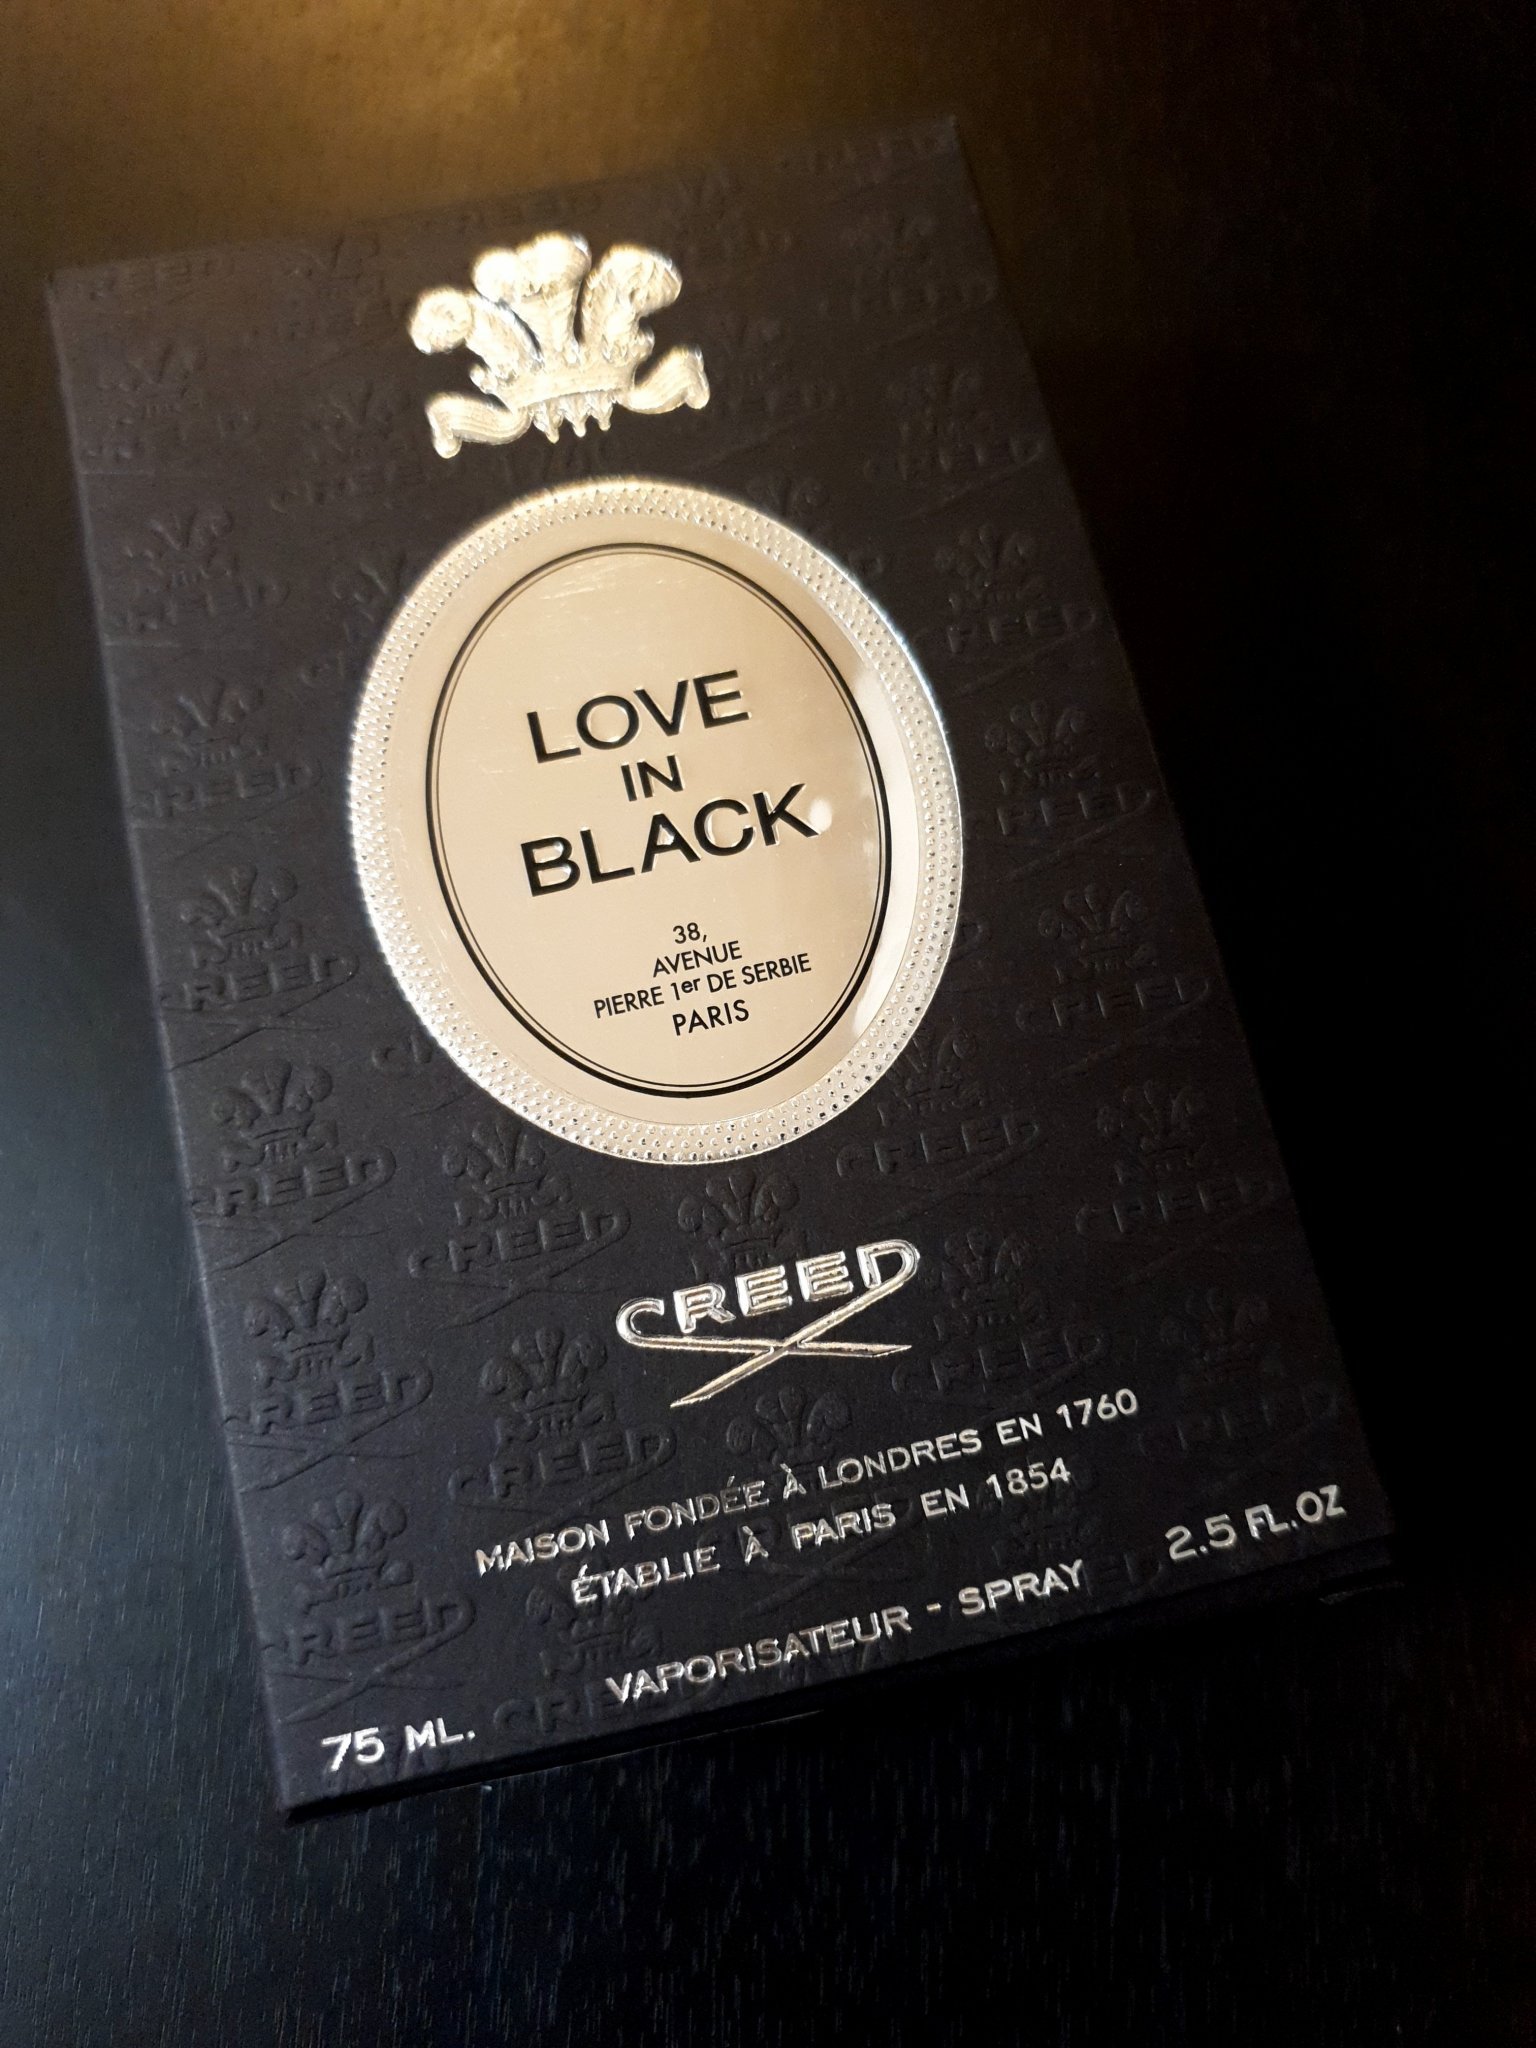 LOVE
IN
BLACK
38,
AVENUE
PIERRE 1er DE SERBIE
PARIS
CREED
MAISON FONDÉE À LONDRES EN 1760
ÉTABLIE À PARIS EN 1854
VAPORISATEUR - SPRAY
75 ML.
2.5 FL.OZ